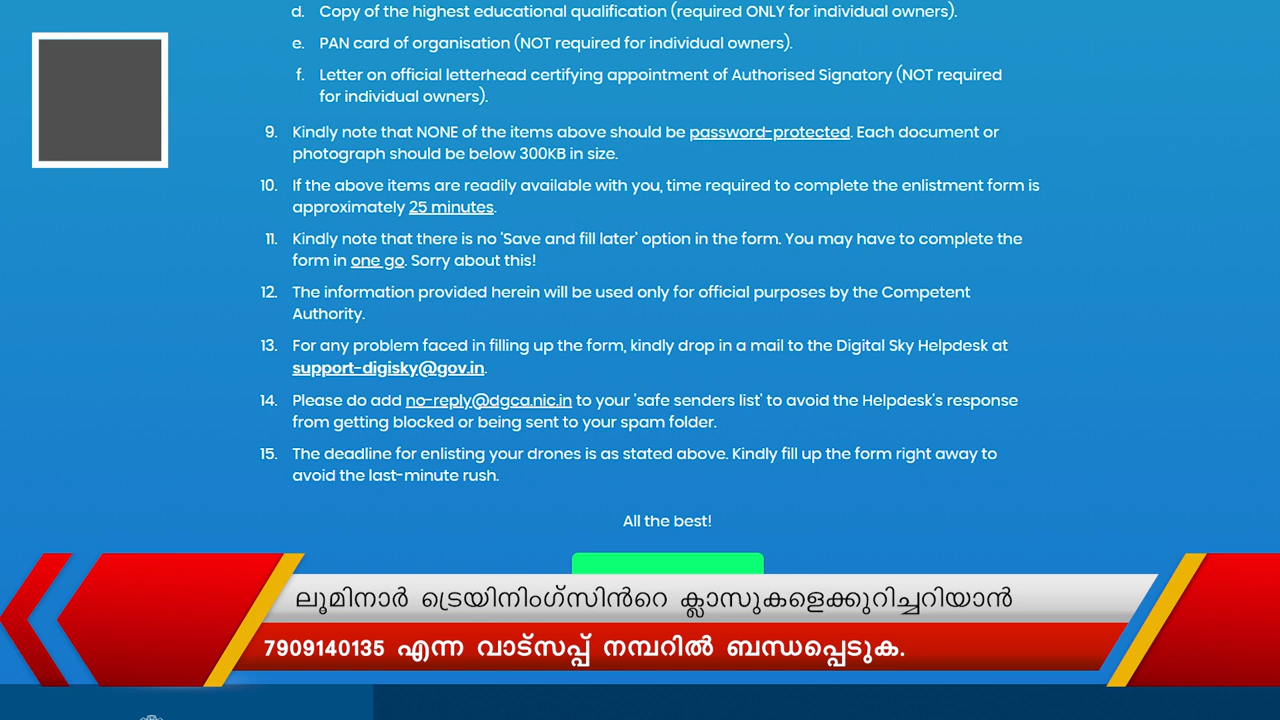 d. Copy of the highest educational qualification (required ONLY for individual owners).
e. PAN card of organisation (NOT required for individual owners).
f. Letter on official letterhead certifying appointment of Authorised Signatory (NOT required
for individual owners).
9. Kindly note that NONE of the items above should be password-protected. Each document or
photograph should be below 300KB in size.
10. If the above items are readily available with you, time required to complete the enlistment form is
approximately 25 minutes.
11. Kindly note that there is no 'Save and fill later' option in the form. You may have to complete the
form in one go. Sorry about this!
12. The information provided herein will be used only for official purposes by the Competent
Authority.
13. For any problem faced in filling up the form, kindly drop in a mail to the Digital Sky Helpdesk at
support-digisky@gov.in.
14. Please do add no-reply@dgca.nic.in to your 'safe senders list' to avoid the Helpdesk's response
from getting blocked or being sent to your spam folder.
15. The deadline for enlisting your drones is as stated above. Kindly fill up the form right away to
avoid the last-minute rush.
All the best!
ലൂമിനാർ ട്രെയിനിംഗ്സിൻറെ ക്ലാസുകളെക്കുറിച്ചറിയാൻ
7909140135 എന്ന വാട്സപ്പ് നമ്പറിൽ ബന്ധപ്പെടുക.